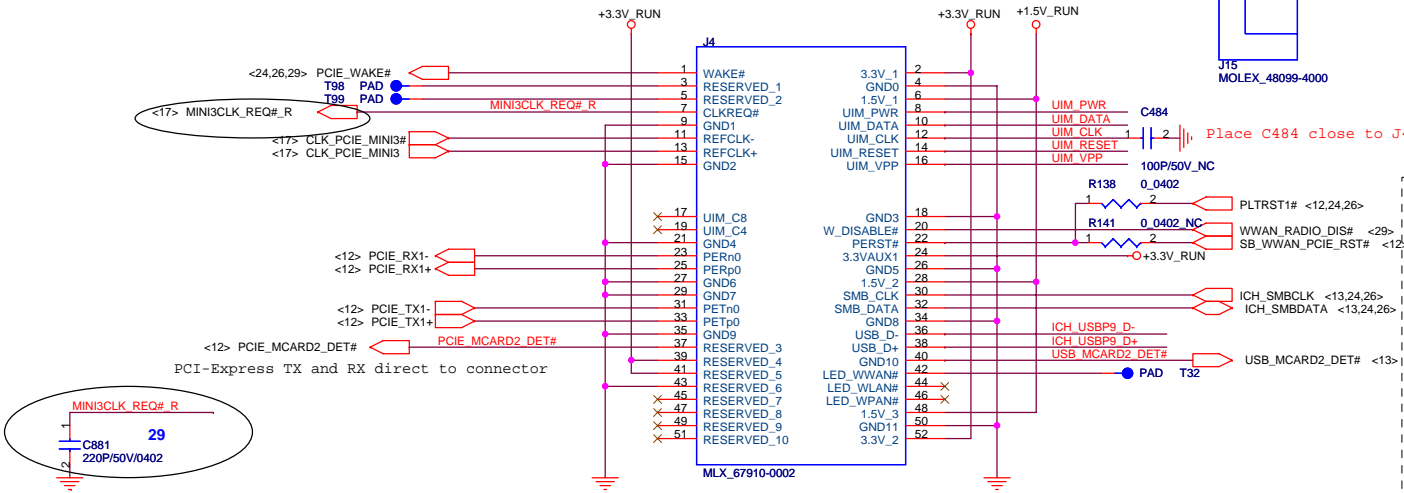 +3.3V_RUN
+3.3V_RUN
+1.5V_RUN
J15
MOLEX_48099-4000
J4
<24,26,29> PCIE_WAKE#
T98 PAD
T99 PAD
<17> MINI3CLK_REQ#_R
MINI3CLK_REQ#_R
<17> CLK_PCIE_MINI3#
<17> CLK_PCIE_MINI3
1 WAKE#
3 RESERVED_1
5 RESERVED_2
7 CLKREQ#
9 GND1
11 REFCLK-
13 REFCLK+
15 GND2
17 UIM_C8
19 UIM_C4
21 GND4
23 PERn0
25 PERp0
27 GND6
29 GND7
31 PETn0
33 PETp0
35 GND9
37 RESERVED_3
39 RESERVED_4
41 RESERVED_5
43 RESERVED_6
45 RESERVED_7
47 RESERVED_8
49 RESERVED_9
51 RESERVED_10
3.3V_1 2
GND0 4
1.5V_1 6
UIM_PWR 8
UIM_DATA 10
UIM_CLK 12
UIM_RESET 14
UIM_VPP 16
GND3 18
W_DISABLE# 20
PERST# 22
3.3VAUX1 24
GND5 26
1.5V_2 28
SMB_CLK 30
SMB_DATA 32
GND8 34
USB_D- 36
USB_D+ 38
GND10 40
LED_WWAN# 42
LED_WLAN# 44
LED_WPAN# 46
1.5V_3 48
GND11 50
3.3V_2 52
MLX_67910-0002
UIM_PWR
UIM_DATA
UIM_CLK
UIM_RESET
UIM_VPP
C484
1 2
100P/50V_NC
Place C484 close to J4
R138 0_0402
1 2
PLTRST1# <12,24,26>
WWAN_RADIO_DIS# <29>
R141 0_0402_NC
1 2
SB_WWAN_PCIE_RST# <12
+3.3V_RUN
ICH_SMBCLK <13,24,26>
ICH_SMBDATA <13,24,26>
ICH_USBP9_D-
ICH_USBP9_D+
USB_MCARD2_DET#
USB_MCARD2_DET# <13>
PAD T32
<12> PCIE_RX1-
<12> PCIE_RX1+
<12> PCIE_TX1-
<12> PCIE_TX1+
<12> PCIE_MCARD2_DET#
PCIE_MCARD2_DET#
PCI-Express TX and RX direct to connector
MINI3CLK_REQ#_R
1
29
C881
220P/50V/0402
2